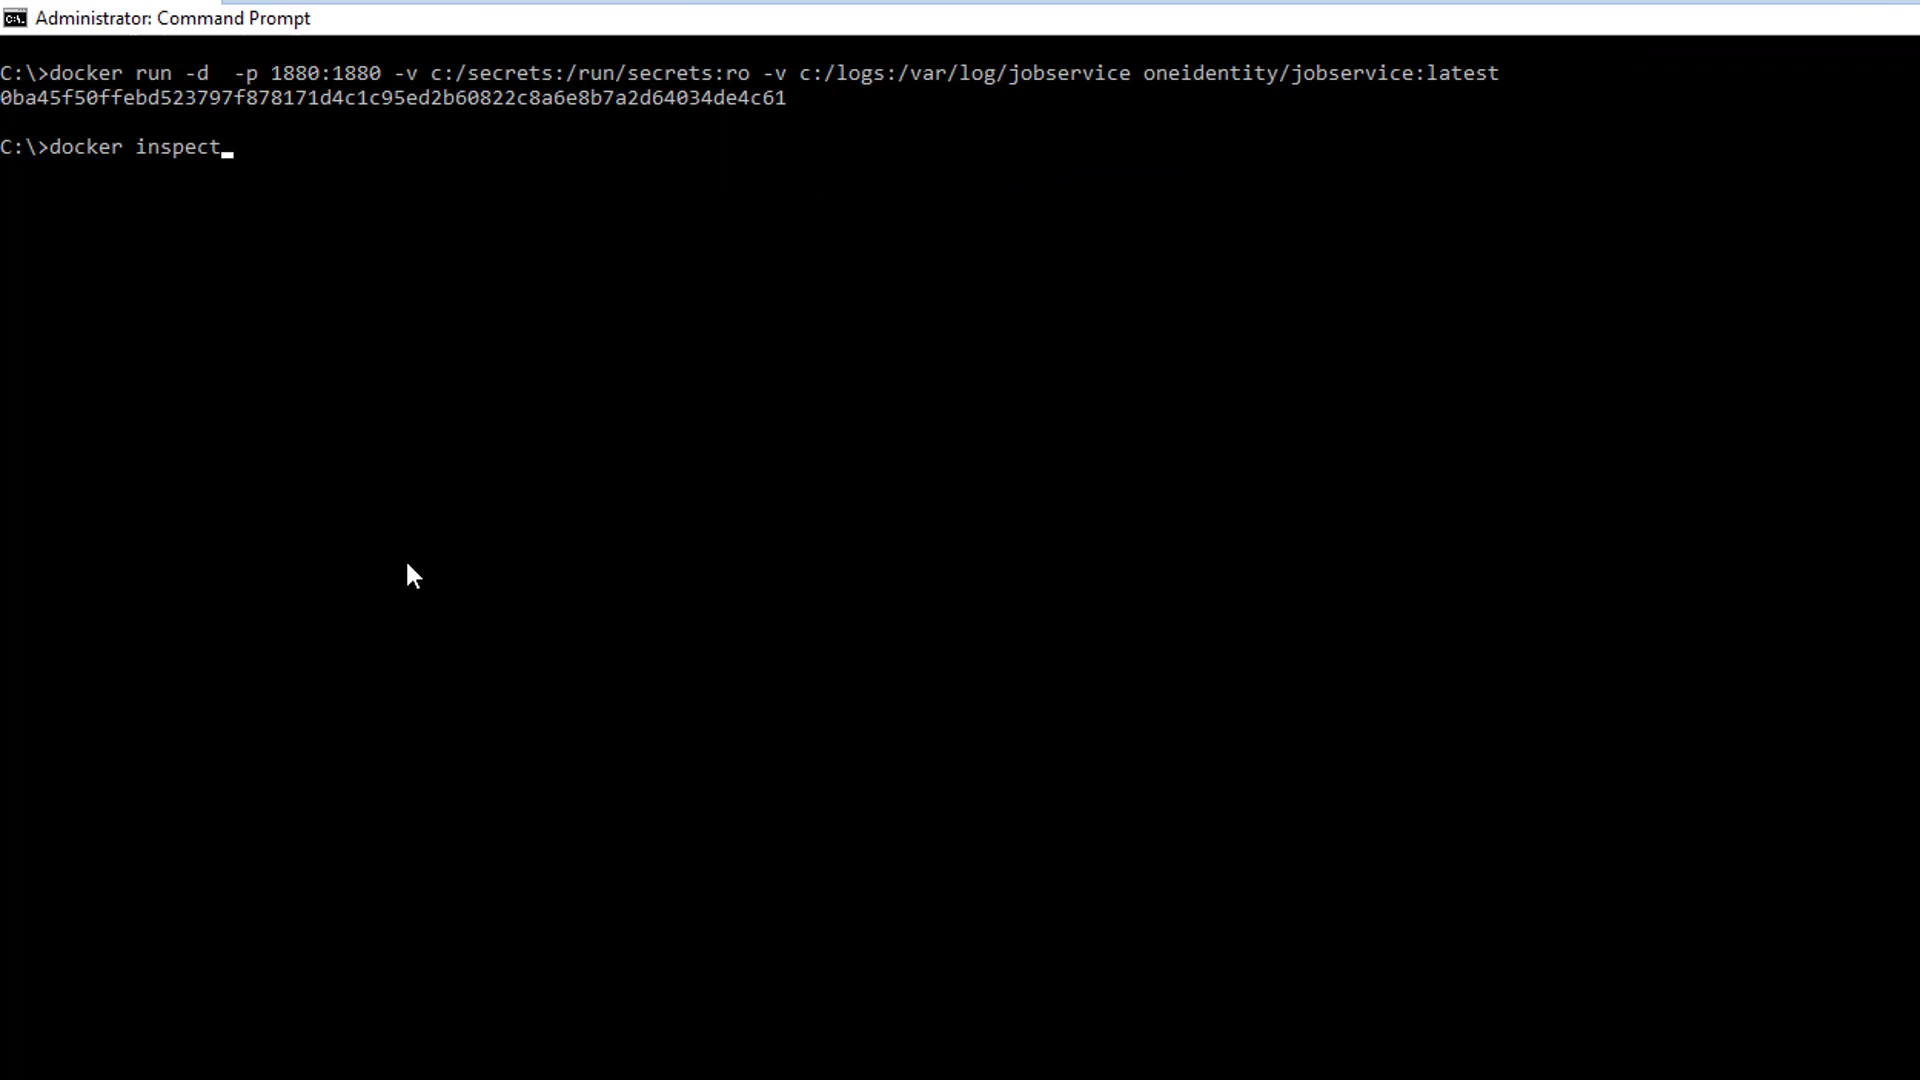 Administrator: Command Prompt
C:\>docker run -d  -p 1880:1880 -v c:/secrets:/run/secrets:ro -v c:/logs:/var/log/jobservice oneidentity/jobservice:latest
0ba45f50ffebd523797f878171d4c1c95ed2b60822c8a6e8b7a2d64034de4c61
C:\>docker inspect